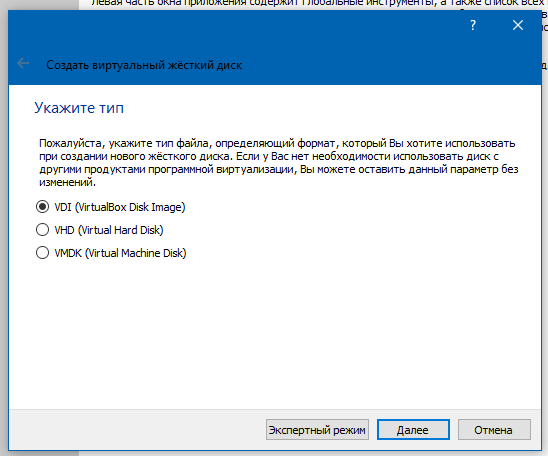 левая часть окна приложения содержит глобальные инструменты, а также список всех
?
Создать виртуальный жёсткий диск
Укажите тип
Пожалуйста, укажите тип файла, определяющий формат, который Вы хотите использовать
при создании нового жёсткого диска. Если у Вас нет необходимости использовать диск с
другими продуктами программной виртуализации, Вы можете оставить данный параметр без
изменений.
VDI (VirtualBox Disk Image)
VHD (Virtual Hard Disk)
VMDK (Virtual Machine Disk)
Экспертный режим Далее Отмена